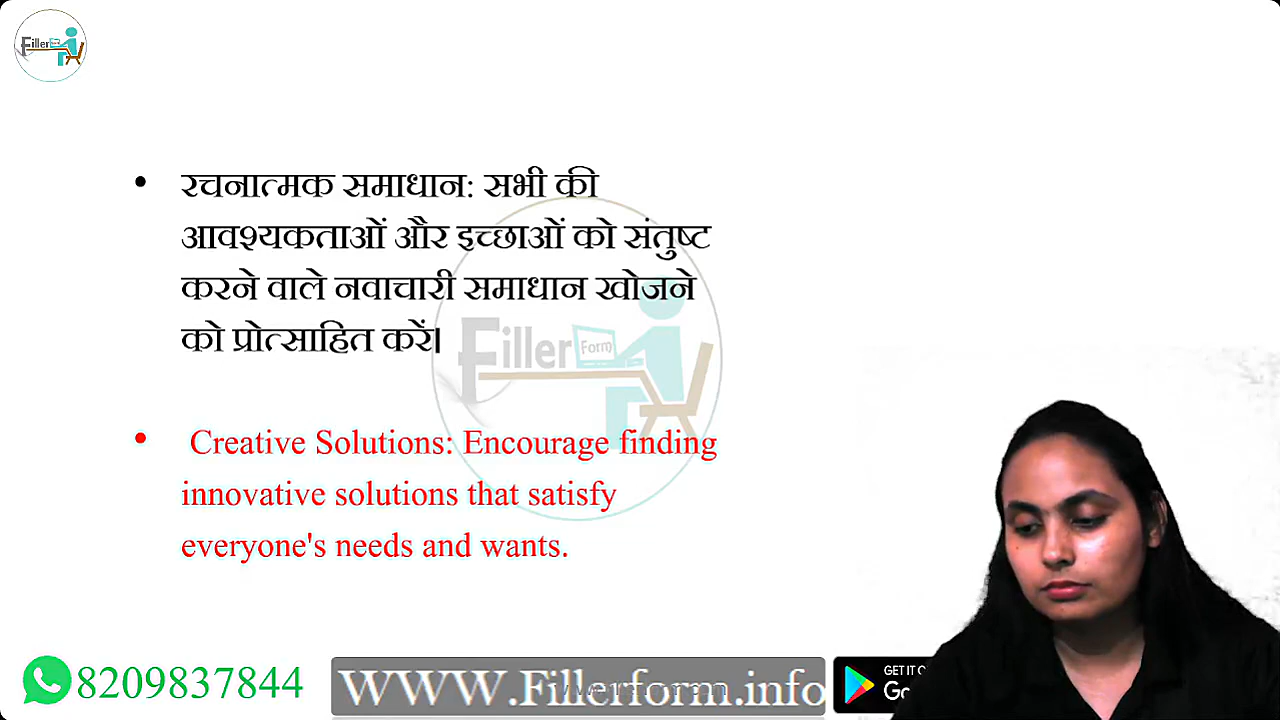 Filler
• रचनात्मक समाधान: सभी की
आवश्यकताओं और इच्छाओं को संतुष्ट
करने वाले नवाचारी समाधान खोजने
को प्रोत्साहित करें।
Filler Form
• Creative Solutions: Encourage finding
innovative solutions that satisfy
everyone's needs and wants.
8209837844
WWW.Fillerform.info
GET IT